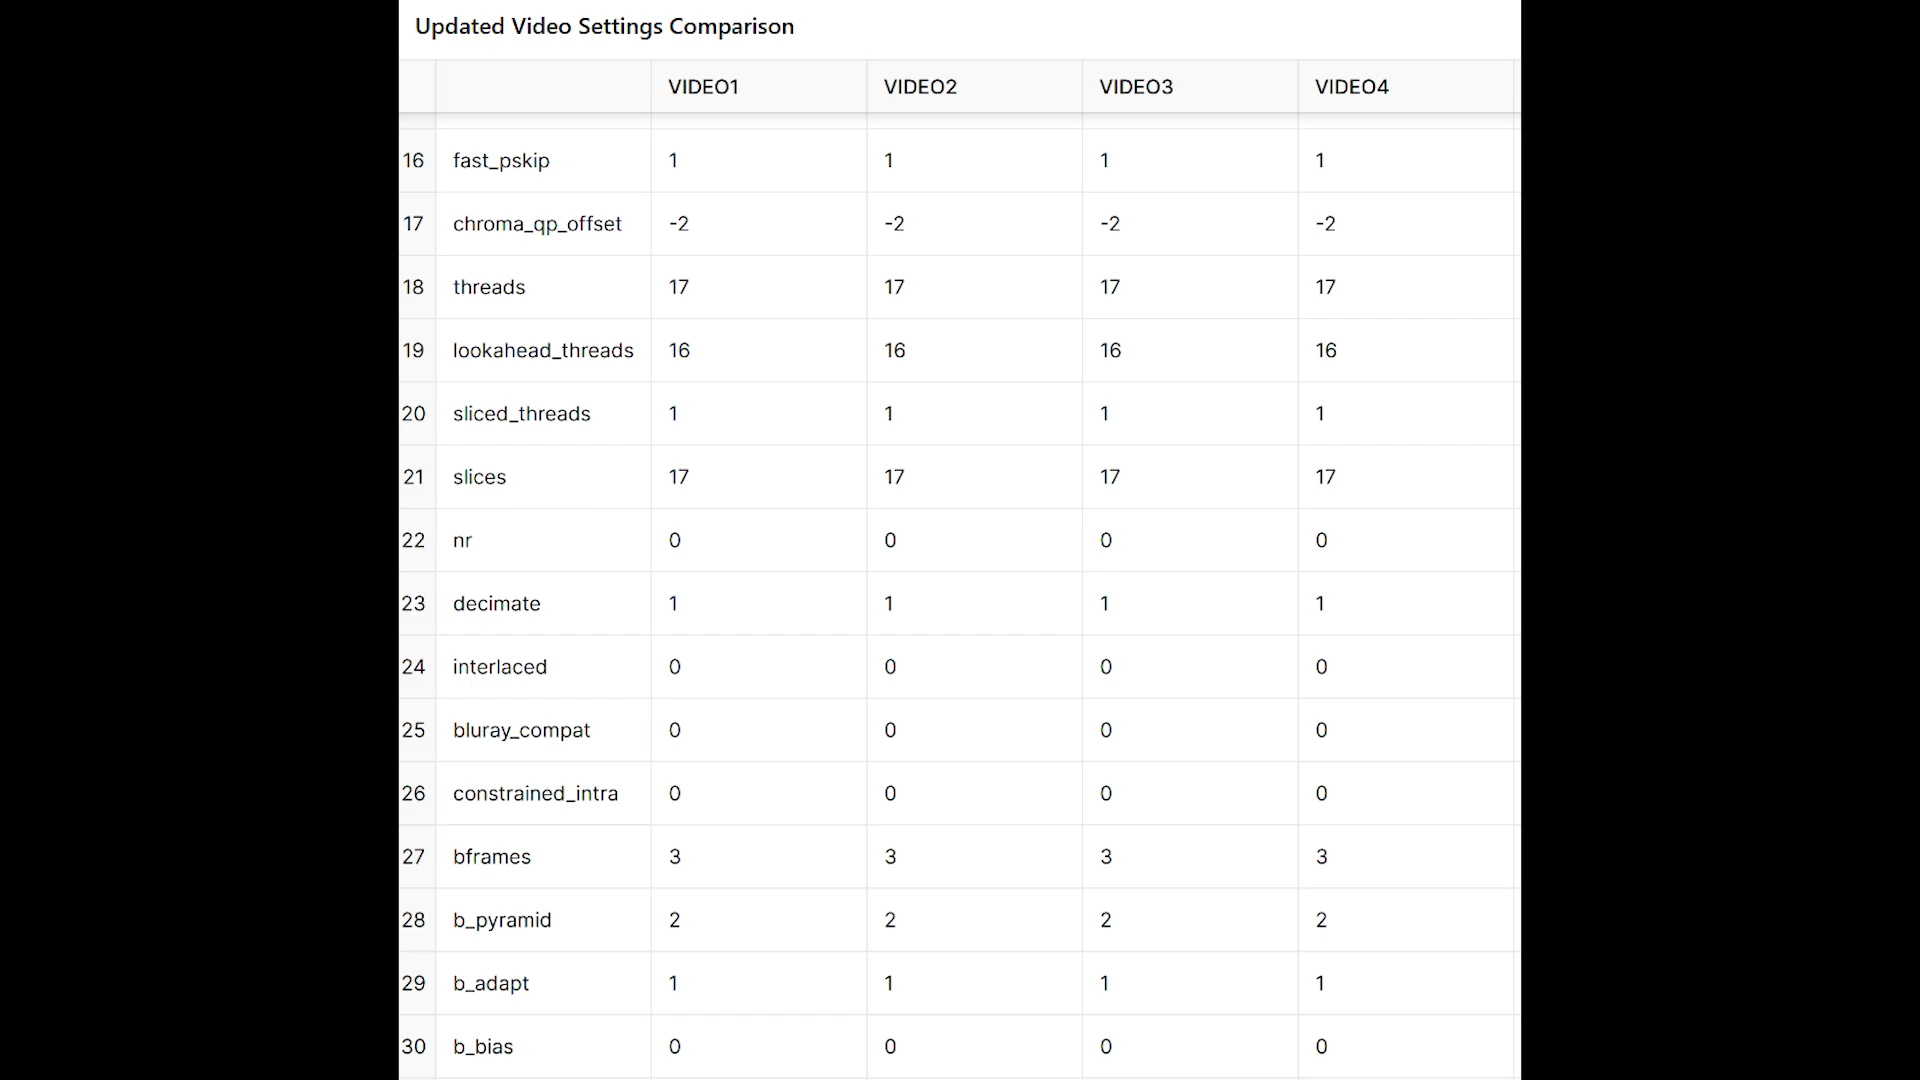 Updated Video Settings Comparison
VIDEO1 VIDEO2 VIDEO3 VIDEO4
16 fast_pskip 1 1 1 1
17 chroma_qp_offset -2 -2 -2 -2
18 threads 17 17 17 17
19 lookahead_threads 16 16 16 16
20 sliced_threads 1 1 1 1
21 slices 17 17 17 17
22 nr 0 0 0 0
23 decimate 1 1 1 1
24 interlaced 0 0 0 0
25 bluray_compat 0 0 0 0
26 constrained_intra 0 0 0 0
27 bframes 3 3 3 3
28 b_pyramid 2 2 2 2
29 b_adapt 1 1 1 1
30 b_bias 0 0 0 0